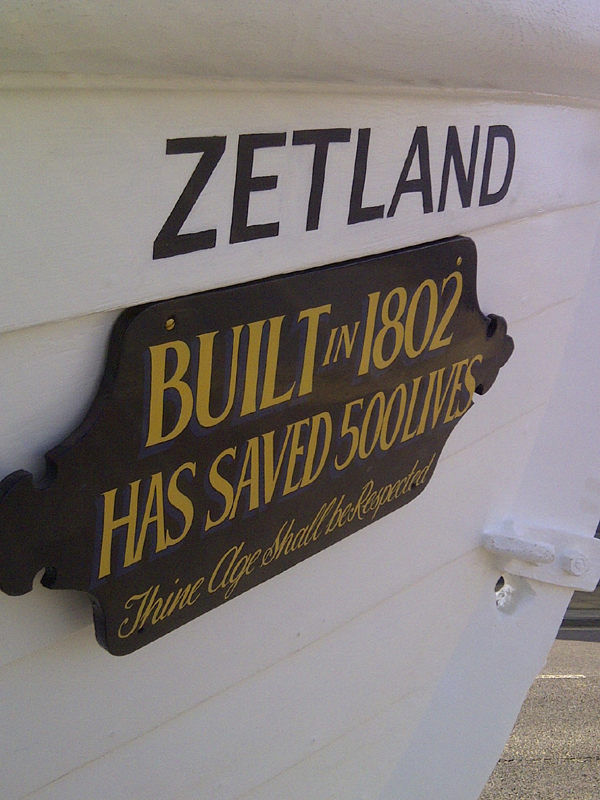 ZETLAND
BUILT IN 1802
HAS SAVED 500 LIVES.
Thine Age Shall be Respected